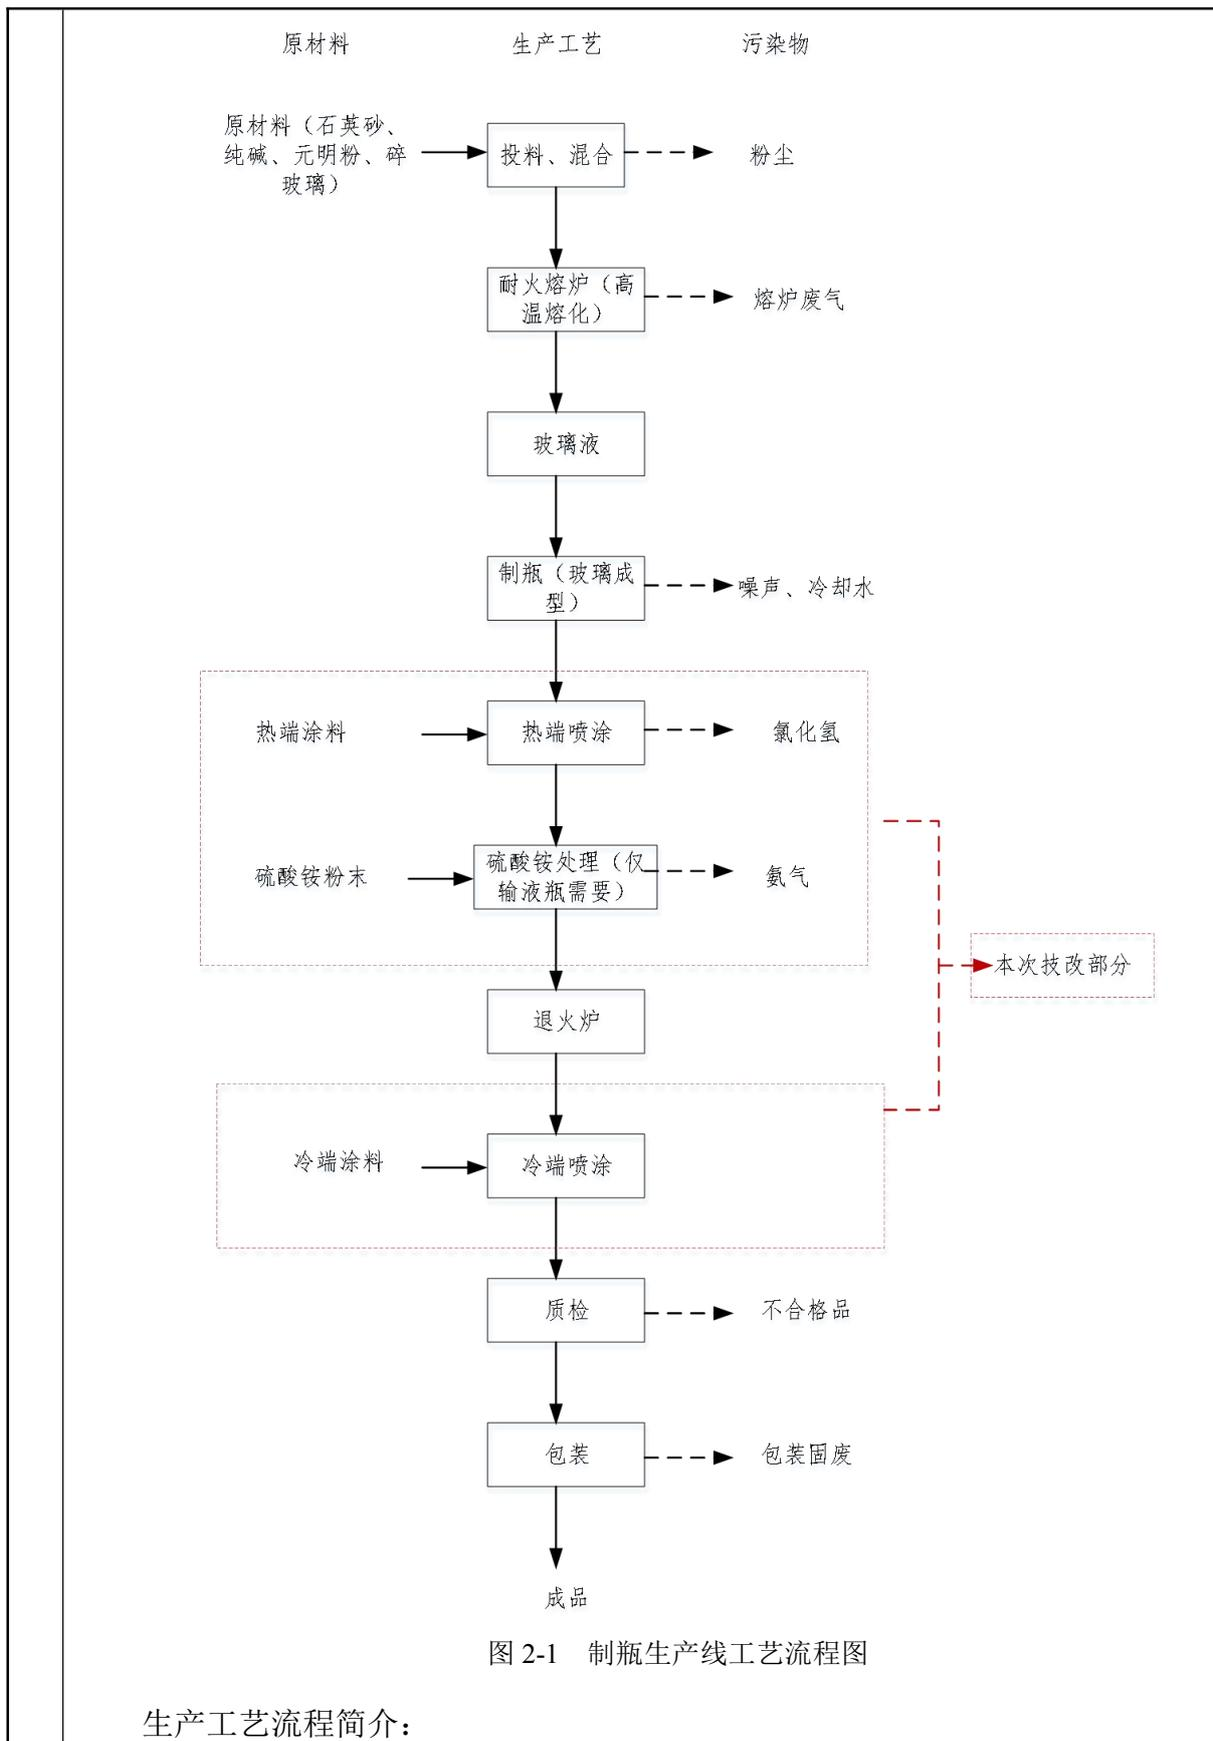 原材料 生产工艺 污染物
原材料（石英砂、
纯碱、元明粉、碎
玻璃）
投料、混合
粉尘
耐火熔炉（高
温熔化）
熔炉废气
玻璃液
制瓶（玻璃成
型）
噪声、冷却水
热端涂料
热端喷涂
氯化氢
硫酸铵粉末
硫酸铵处理（仅
输液瓶需要）
氨气
本次技改部分
退火炉
冷端涂料
冷端喷涂
质检
不合格品
包装
包装固废
成品
图 2-1 制瓶生产线工艺流程图
生产工艺流程简介：